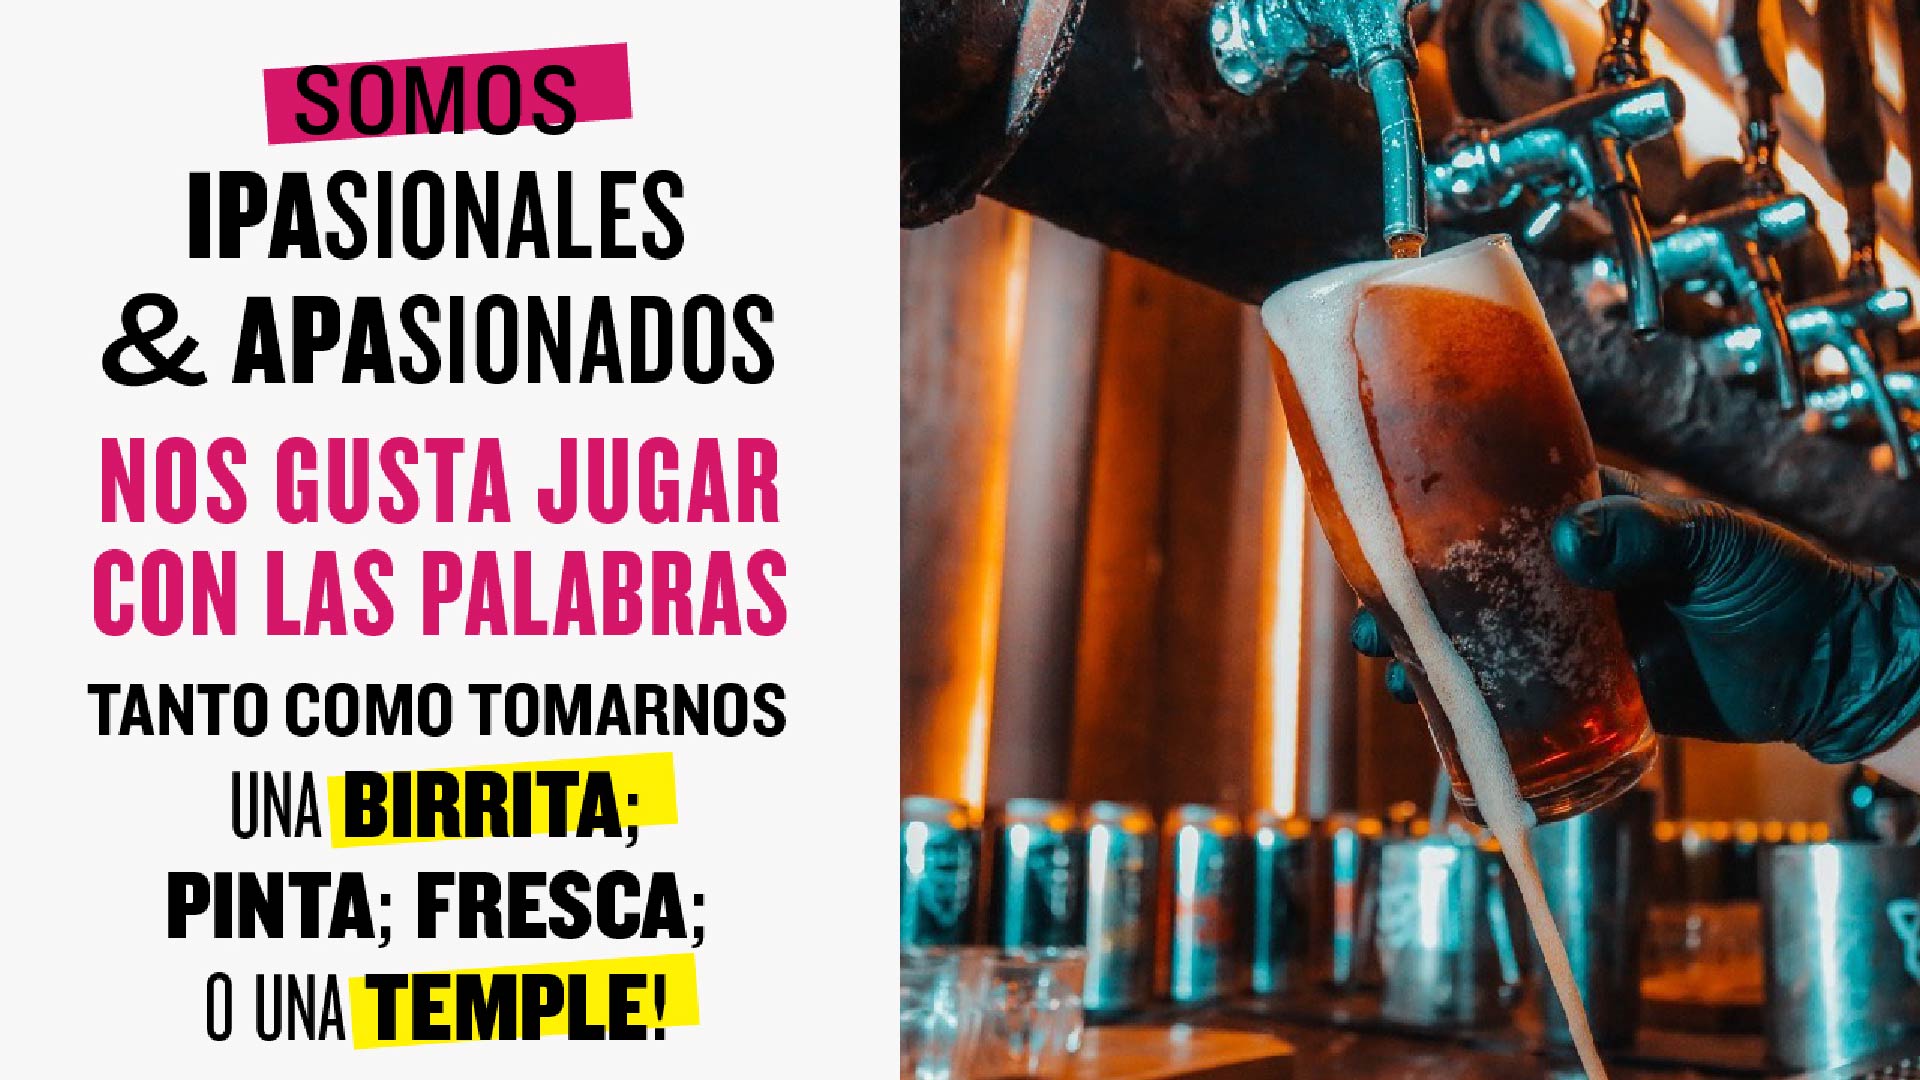 SOMOS
IPASIONALES
& APASIONADOS
NOS GUSTA JUGAR
CON LAS PALABRAS
TANTO COMO TOMARNOS
UNA BIRRITA;
PINTA; FRESCA;
O UNA TEMPLE!